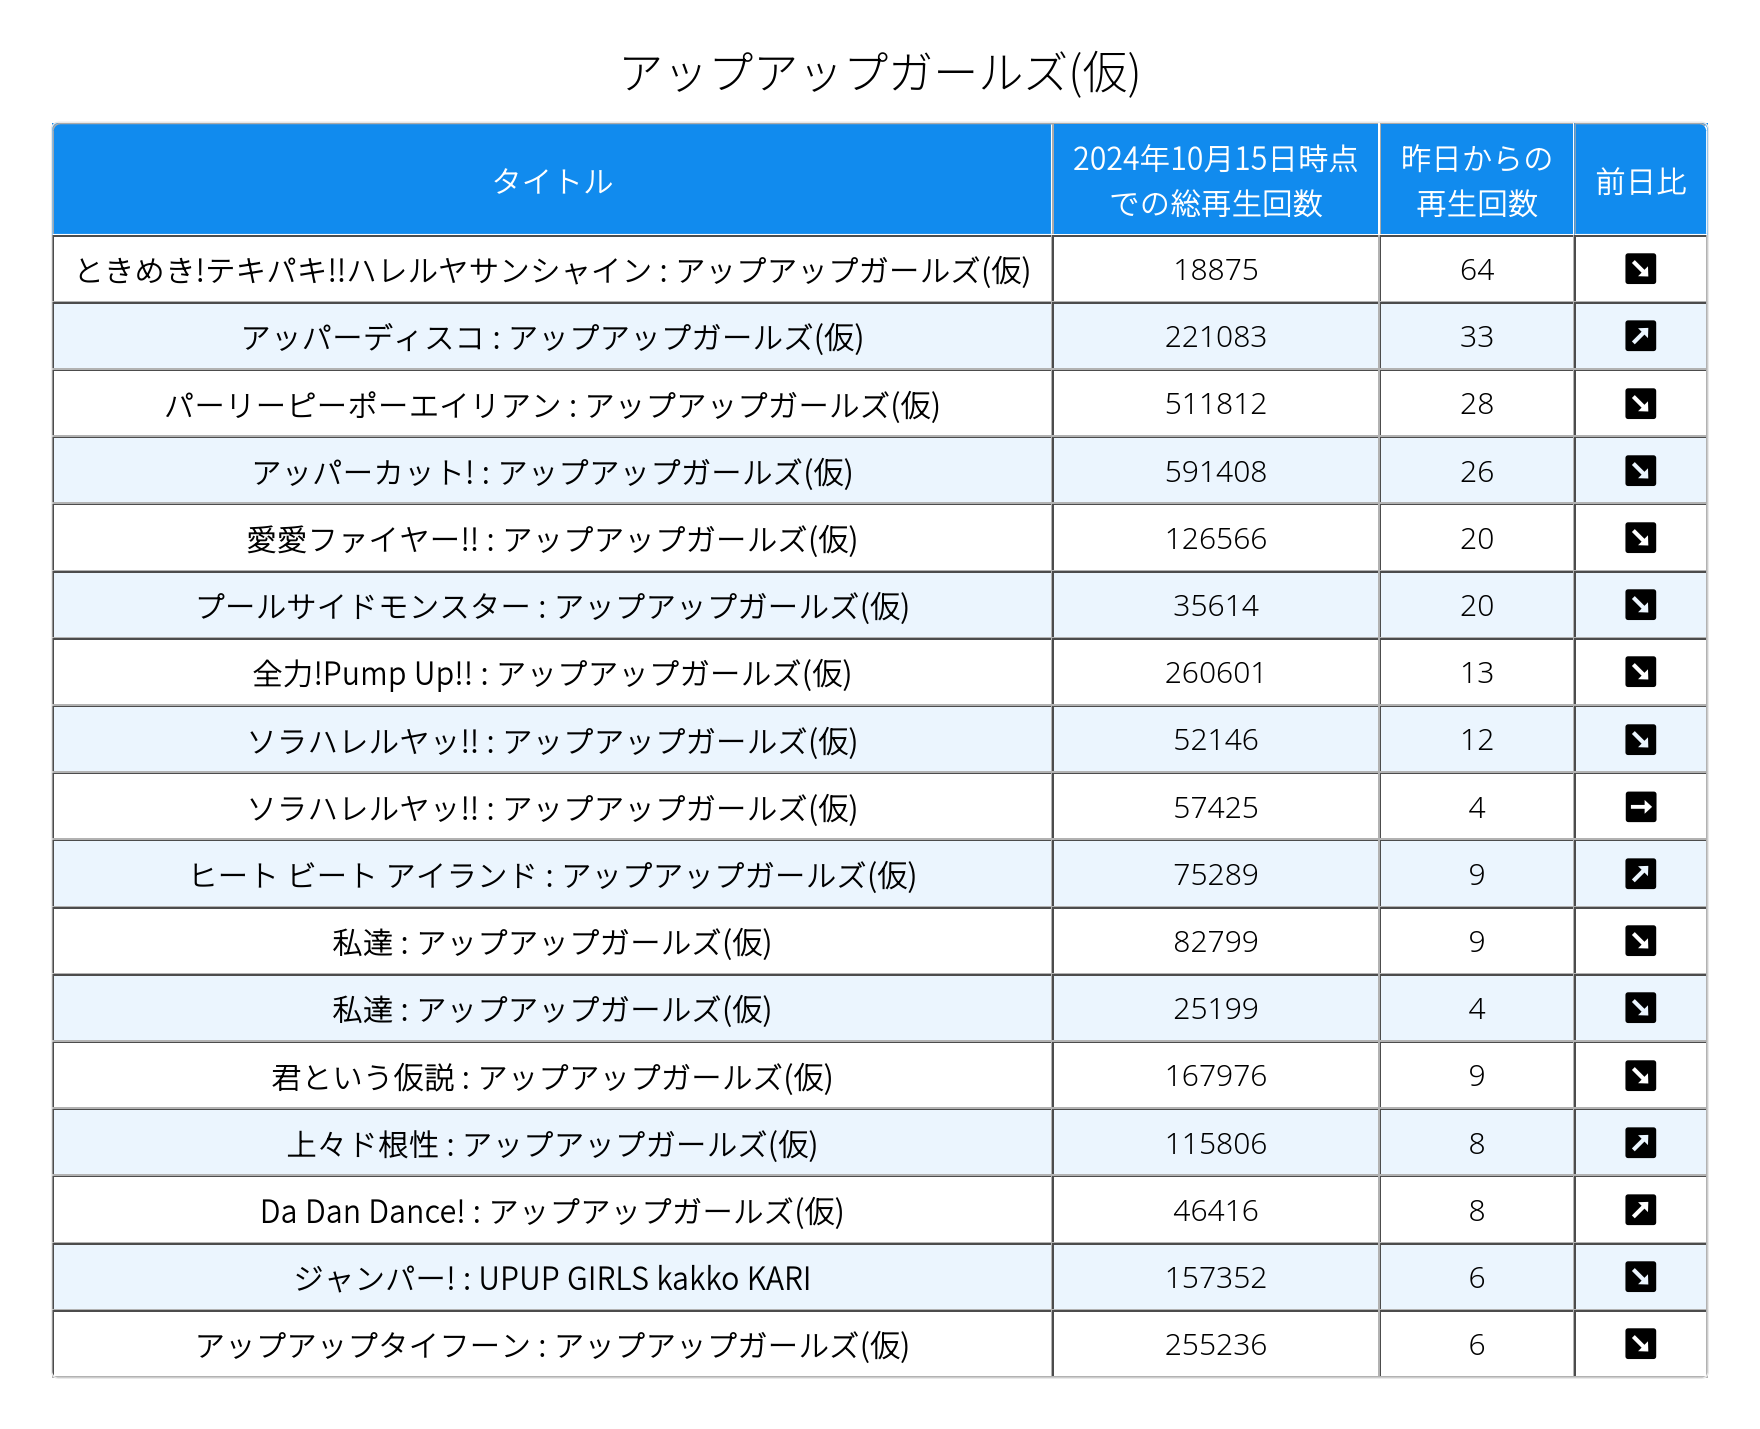 アップアップガールズ(仮)
タイトル 2024年10月15日時点での総再生回数 昨日からの再生回数 前日比
ときめき!テキパキ!!ハレルヤサンシャイン : アップアップガールズ(仮) 18875 64 ↘
アッパーディスコ : アップアップガールズ(仮) 221083 33 ↗
パーリーピーポーエイリアン : アップアップガールズ(仮) 511812 28 ↘
アッパーカット! : アップアップガールズ(仮) 591408 26 ↘
愛愛ファイヤー!! : アップアップガールズ(仮) 126566 20 ↘
プールサイドモンスター : アップアップガールズ(仮) 35614 20 ↘
全力!Pump Up!! : アップアップガールズ(仮) 260601 13 ↘
ソラハレルヤッ!! : アップアップガールズ(仮) 52146 12 ↘
ソラハレルヤッ!! : アップアップガールズ(仮) 57425 4 →
ヒート ビート アイランド : アップアップガールズ(仮) 75289 9 ↗
私達 : アップアップガールズ(仮) 82799 9 ↘
私達 : アップアップガールズ(仮) 25199 4 ↘
君という仮説 : アップアップガールズ(仮) 167976 9 ↘
上々ド根性 : アップアップガールズ(仮) 115806 8 ↗
Da Dan Dance! : アップアップガールズ(仮) 46416 8 ↗
ジャンパー! : UPUP GIRLS kakko KARI 157352 6 ↘
アップアップタイフーン : アップアップガールズ(仮) 255236 6 ↘